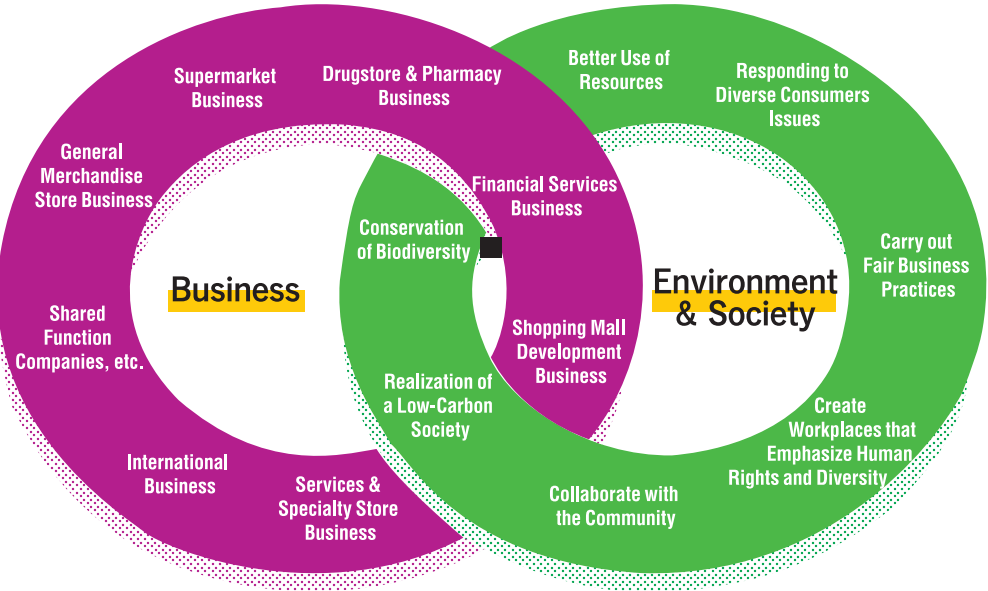 Supermarket
Business
Drugstore & Pharmacy
Business
General
Merchandise
Store Business
Financial Services
Business
Business
Shared
Function
Companies, etc.
Shopping Mall
Development
Business
International
Business
Services &
Specialty Store
Business
Better Use of
Resources
Responding to
Diverse Consumers
Issues
Conservation
of Biodiversity
Environment
& Society
Carry out
Fair Business
Practices
Realization of
a Low-Carbon
Society
Create
Workplaces that
Emphasize Human
Rights and Diversity
Collaborate with
the Community